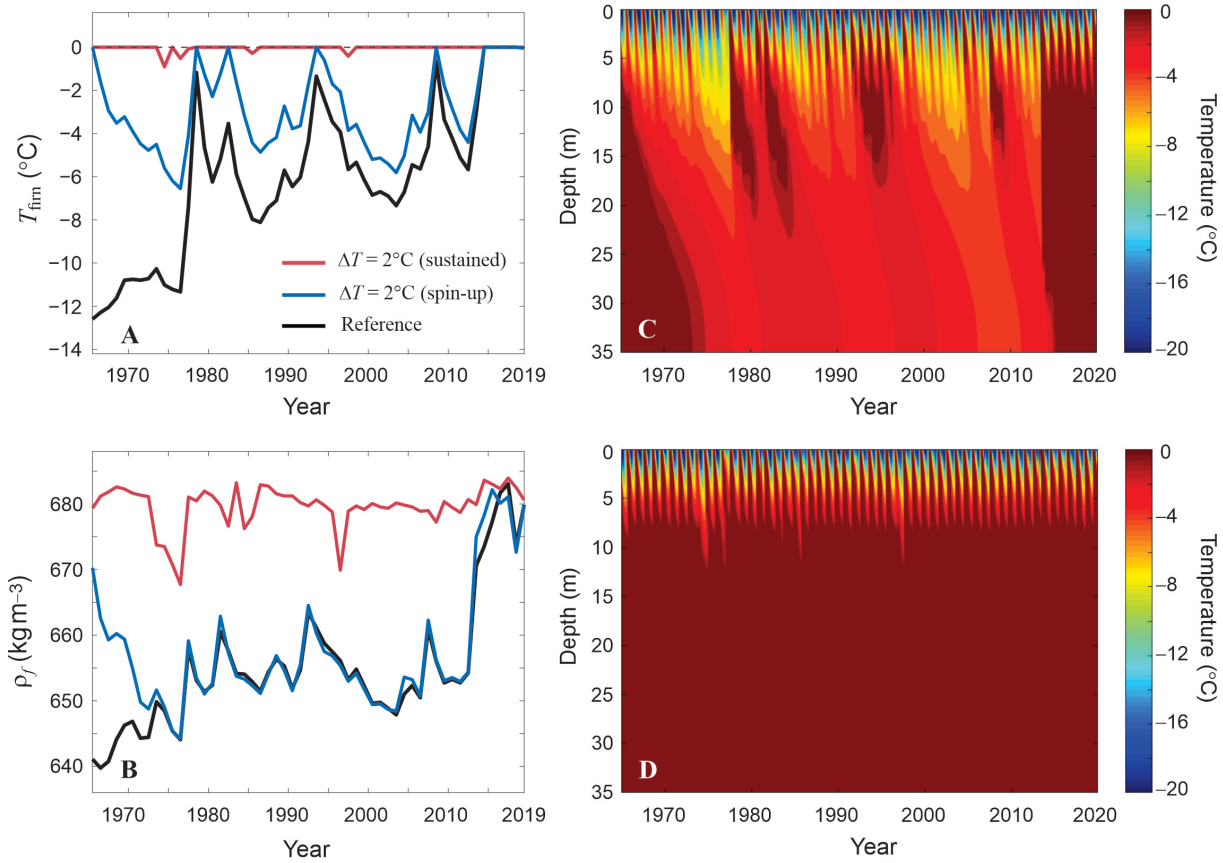 0
−2
−4
−6
−8
−10
−12
−14
T_firn (°C)
ΔT = 2°C (sustained)
ΔT = 2°C (spin-up)
Reference
A
1970 1980 1990 2000 2010 2019
Year
0
5
10
15
20
25
30
35
Depth (m)
C
1970 1980 1990 2000 2010 2020
Year
0
−4
−8
−12
−16
−20
Temperature (°C)
680
670
660
650
640
ρf (kgm−3)
B
1970 1980 1990 2000 2010 2019
Year
0
5
10
15
20
25
30
35
Depth (m)
D
1970 1980 1990 2000 2010 2020
Year
0
−4
−8
−12
−16
−20
Temperature (°C)